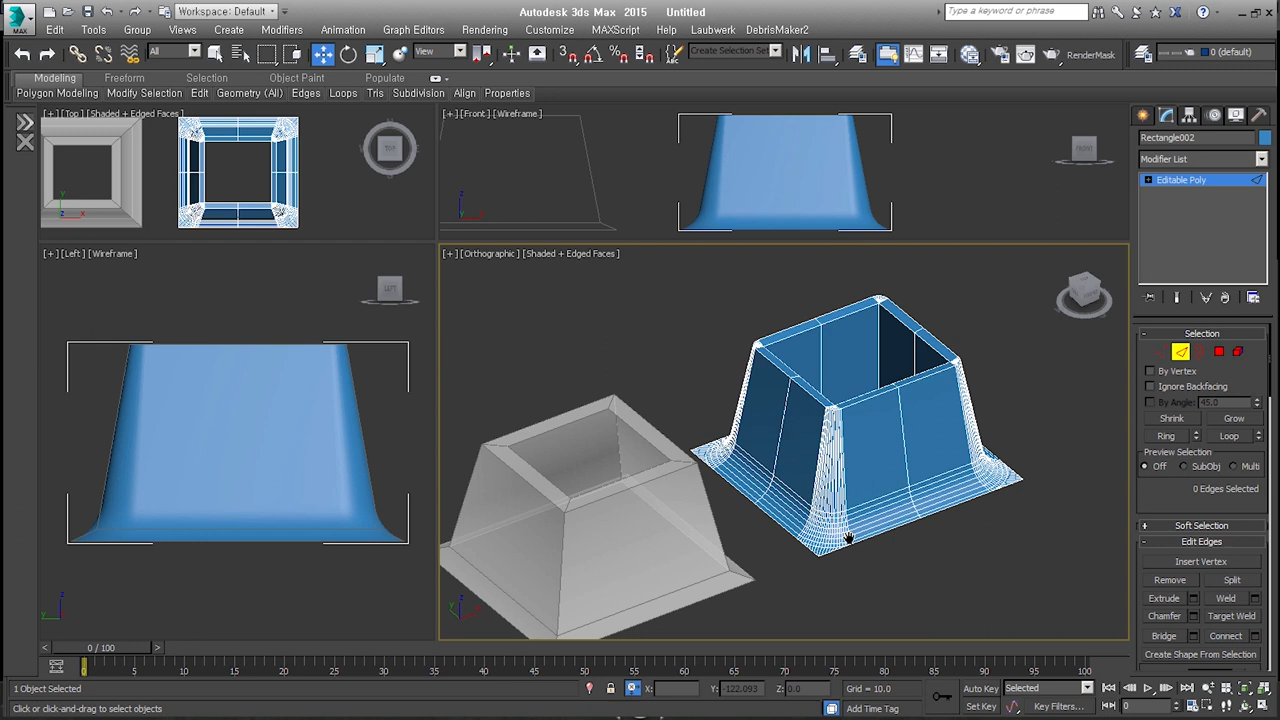 Workspace: Default
Autodesk 3ds Max 2015 Untitled
Type a keyword or phrase
MAX
Edit Tools Group Views Create Modifiers Animation Graph Editors Rendering Customize MAXScript Help Laubwerk DebrisMaker2
All
View
Create Selection Set
RenderMask
0 (default)
Modeling Freeform Selection Object Paint Populate
Polygon Modeling Modify Selection Edit Geometry (All) Edges Loops Tris Subdivision Align Properties
[+] [Top] [Shaded + Edged Faces]
TOP
[+] [Front] [Wireframe]
FRONT
Rectangle002
Modifier List
Editable Poly
[+] [Left] [Wireframe]
LEFT
[+] [Orthographic] [Shaded + Edged Faces]
Selection
By Vertex
Ignore Backfacing
By Angle: 45.0
Shrink Grow
Ring Loop
Preview Selection
Off SubObj Multi
0 Edges Selected
Soft Selection
Edit Edges
Insert Vertex
Remove Split
Extrude Weld
Chamfer Target Weld
Bridge Connect
Create Shape From Selection
0 / 100
0 5 10 15 20 25 30 35 40 45 50 55 60 65 70 75 80 85 90 95 100
1 Object Selected
X: Y: -122.093 Z: 0.0
Grid = 10.0
Auto Key Selected
Click or click-and-drag to select objects
Add Time Tag
Set Key Key Filters...
0